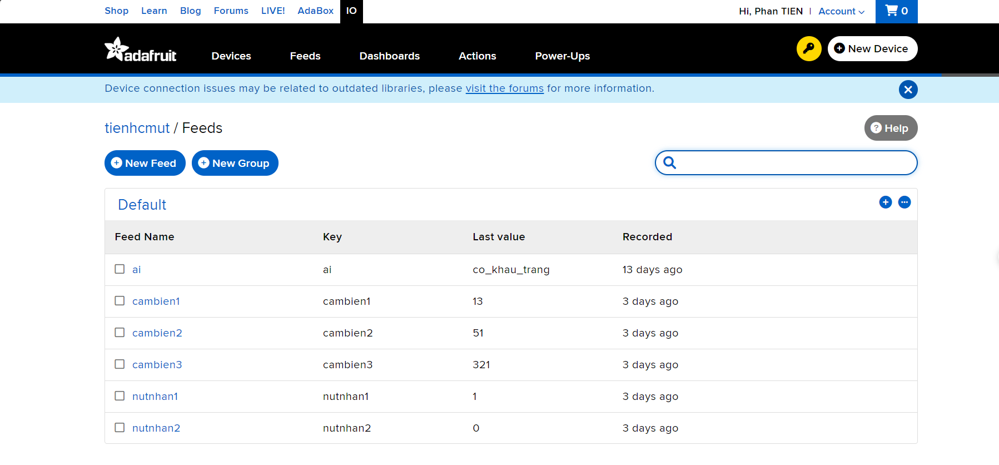 Shop Learn Blog Forums LIVE! AdaBox IO Hi, Phan TIEN | Account 0
adafruit Devices Feeds Dashboards Actions Power-Ups New Device
Device connection issues may be related to outdated libraries, please visit the forums for more information.
tienhcmut / Feeds ? Help
New Feed New Group
Default
Feed Name Key Last value Recorded
ai ai co_khau_trang 13 days ago
cambien1 cambien1 13 3 days ago
cambien2 cambien2 51 3 days ago
cambien3 cambien3 321 3 days ago
nutnhan1 nutnhan1 1 3 days ago
nutnhan2 nutnhan2 0 3 days ago